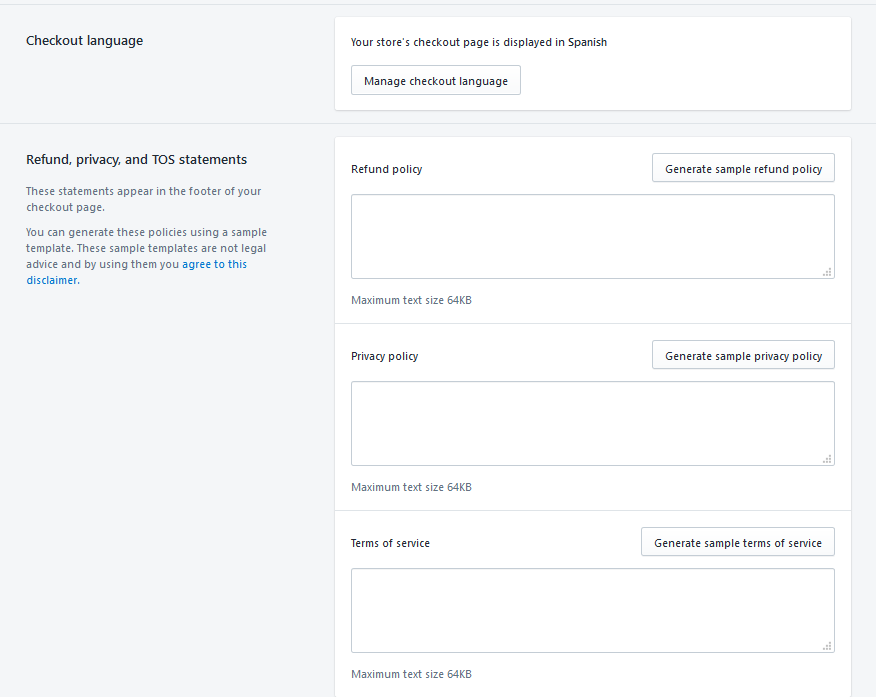 Checkout language
Your store's checkout page is displayed in Spanish
Manage checkout language
Refund, privacy, and TOS statements
These statements appear in the footer of your
checkout page.
You can generate these policies using a sample
template. These sample templates are not legal
advice and by using them you agree to this
disclaimer.
Refund policy
Generate sample refund policy
Maximum text size 64KB
Privacy policy
Generate sample privacy policy
Maximum text size 64KB
Terms of service
Generate sample terms of service
Maximum text size 64KB